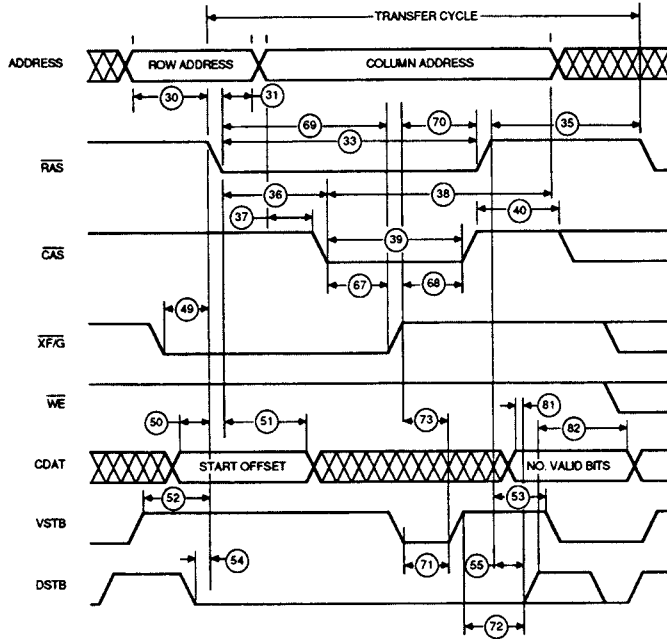 TRANSFER CYCLE
ADDRESS
ROW ADDRESS
COLUMN ADDRESS
30
31
69
70
35
33
RAS
36
38
37
40
39
CAS
67
68
49
XF/G
WE
50
51
73
81
82
CDAT
START OFFSET
NO. VALID BITS
52
53
VSTB
54
71
55
DSTB
72